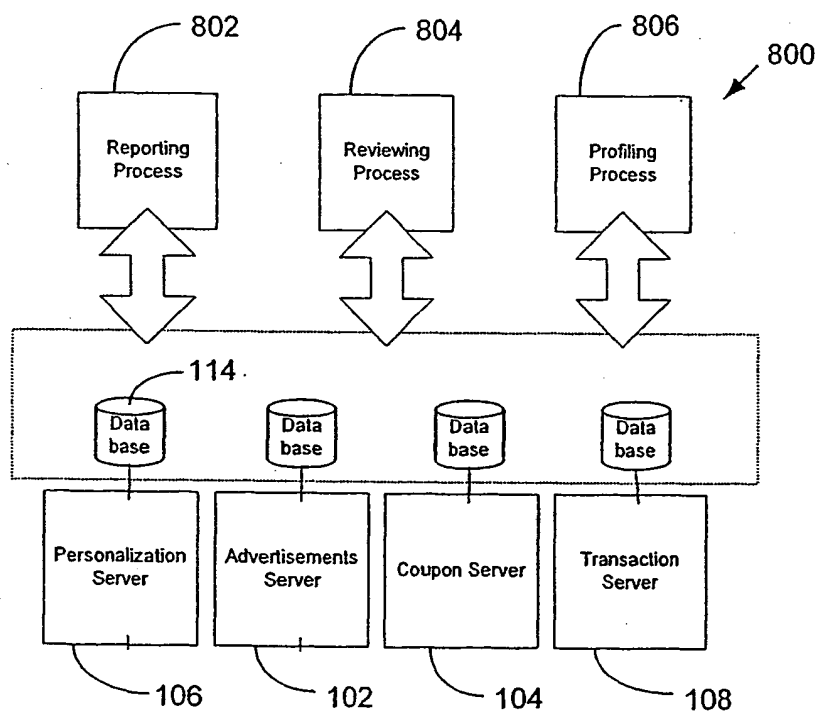 802
804
806
800
Reporting
Process
Reviewing
Process
Profiling
Process
114
Data
base
Data
base
Data
base
Data
base
Personalization
Server
Advertisements
Server
Coupon Server
Transaction
Server
106
102
104
108